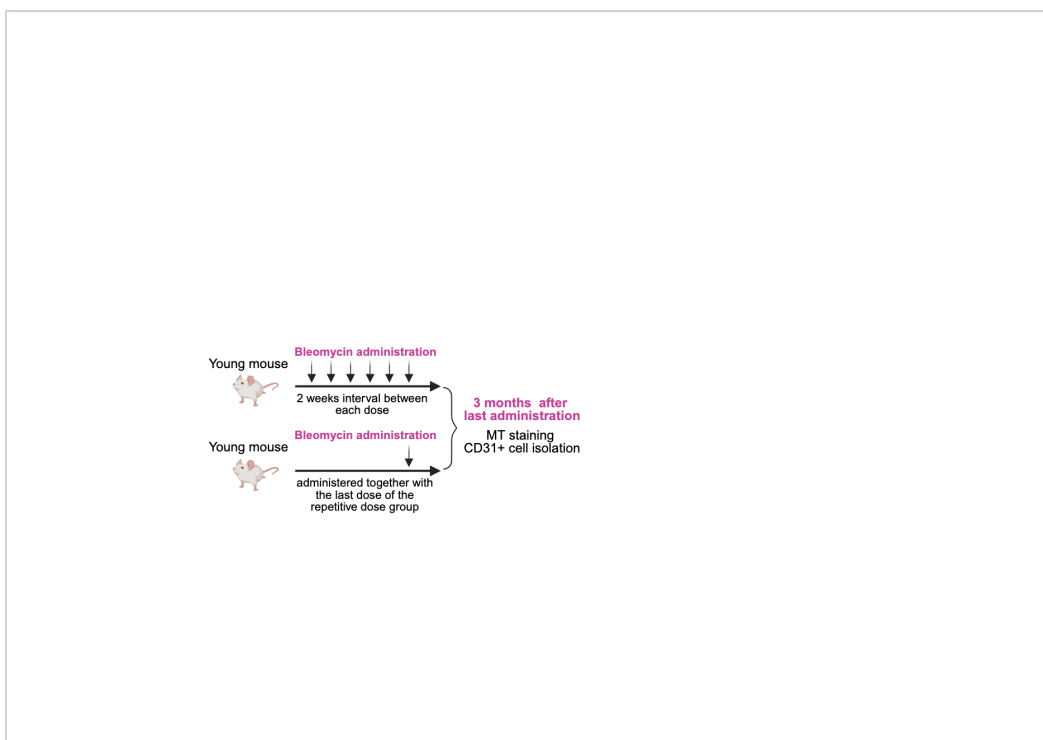 Bleomycin administration
Young mouse
2 weeks interval between
each dose
3 months after
last administration
MT staining
CD31+ cell isolation
Bleomycin administration
Young mouse
administered together with
the last dose of the
repetitive dose group